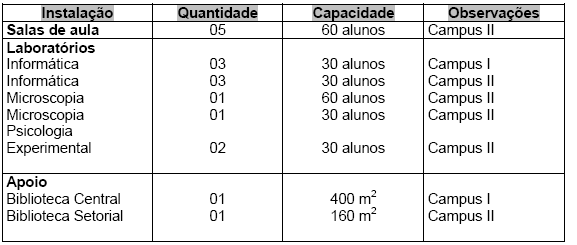 Instalação Quantidade Capacidade Observações
Salas de aula 05 60 alunos Campus II
Laboratórios
Informática 03 30 alunos Campus I
Informática 03 30 alunos Campus II
Microscopia 01 60 alunos Campus II
Microscopia 01 30 alunos Campus II
Psicologia
Experimental 02 30 alunos Campus II
Apoio
Biblioteca Central 01 400 m² Campus I
Biblioteca Setorial 01 160 m² Campus II